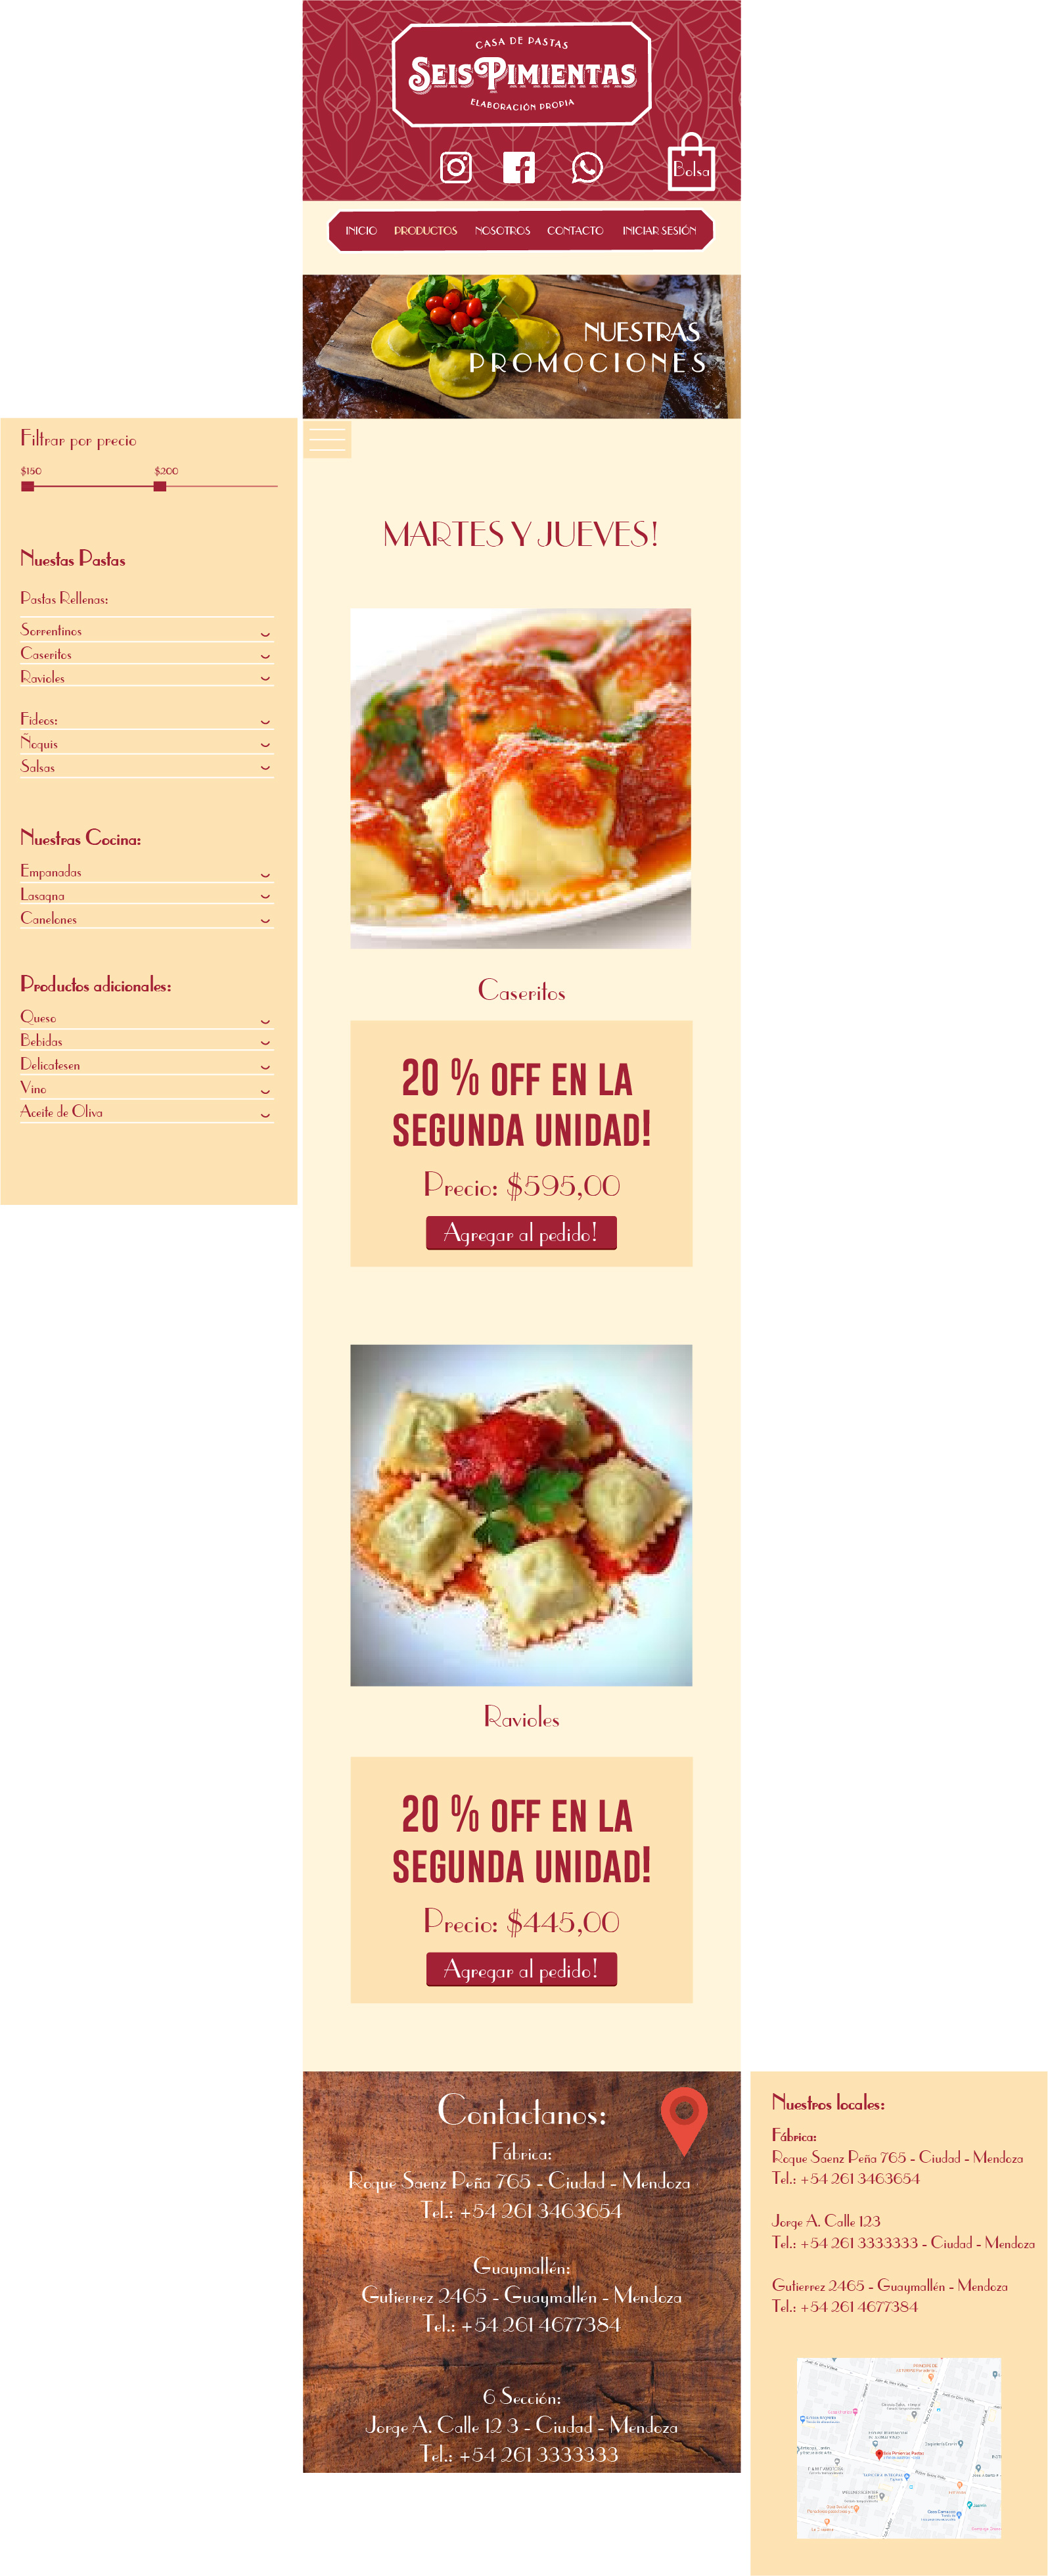 CASA DE PASTAS
SEIS PIMIENTAS
ELABORACIÓN PROPIA
Bolsa
INICIO PRODUCTOS NOSOTROS CONTACTO INICIAR SESIÓN
NUESTRAS
PROMOCIONES
Filtrar por precio
$150 $200
Nuestas Pastas
Pastas Rellenas:
Sorrentinos
Caseritos
Ravioles
Fideos:
Ñoquis
Salsas
Nuestras Cocina:
Empanadas
Lasagna
Canelones
Productos adicionales:
Queso
Bebidas
Delicatesen
Vino
Aceite de Oliva
MARTES Y JUEVES!
Caseritos
20 % OFF EN LA
SEGUNDA UNIDAD!
Precio: $595,00
Agregar al pedido!
Ravioles
20 % OFF EN LA
SEGUNDA UNIDAD!
Precio: $445,00
Agregar al pedido!
Contactanos:
Fábrica:
Roque Saenz Peña 765 - Ciudad - Mendoza
Tel.: +54 261 3463654
Guaymallén:
Gutierrez 2465 - Guaymallén - Mendoza
Tel.: +54 261 4677384
6 Sección:
Jorge A. Calle 12 3 - Ciudad - Mendoza
Tel.: +54 261 3333333
Nuestros locales:
Fábrica:
Roque Saenz Peña 765 - Ciudad - Mendoza
Tel.: +54 261 3463654
Jorge A. Calle 123
Tel.: +54 261 3333333 - Ciudad - Mendoza
Gutierrez 2465 - Guaymallén - Mendoza
Tel.: +54 261 4677384